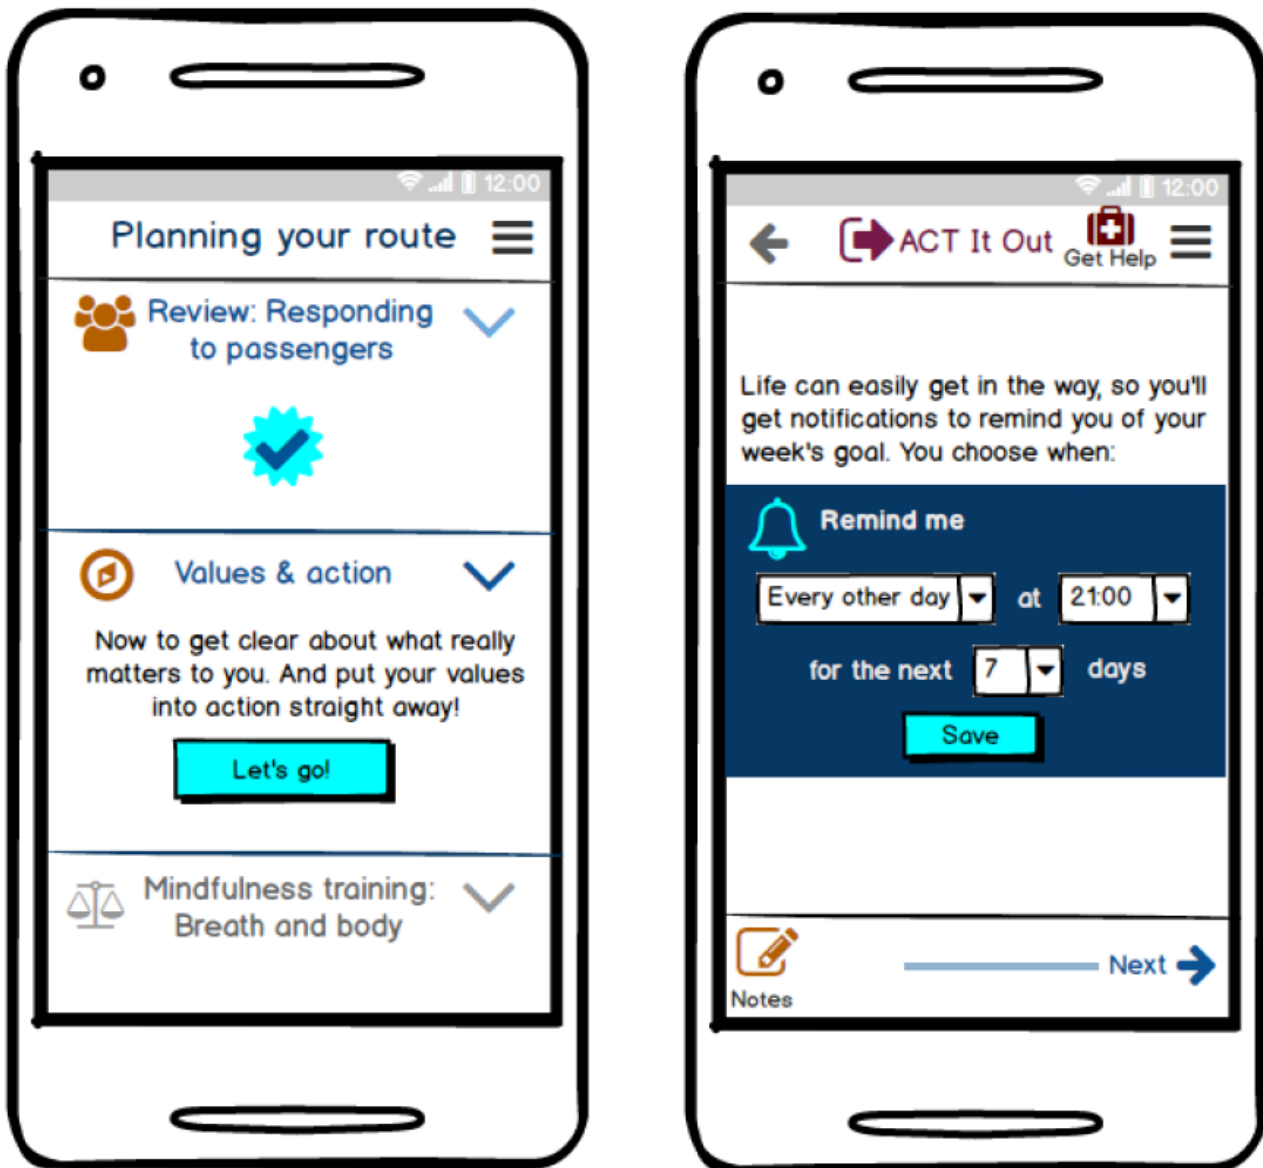 12:00
Planning your route
Review: Responding
to passengers
Values & action
Now to get clear about what really
matters to you. And put your values
into action straight away!
Let's go!
Mindfulness training:
Breath and body
12:00
ACT It Out
Get Help
Life can easily get in the way, so you'll
get notifications to remind you of your
week's goal. You choose when:
Remind me
Every other day at 21:00
for the next 7 days
Save
Notes
Next